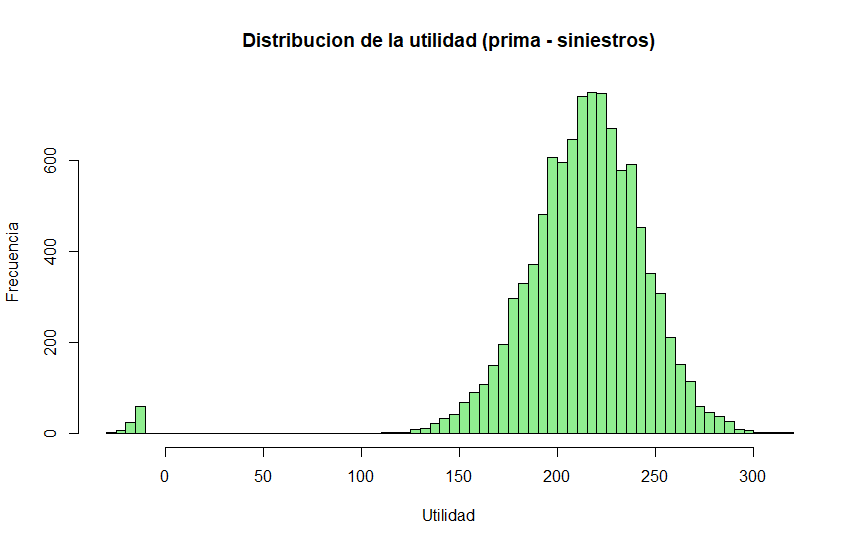 Distribucion de la utilidad (prima - siniestros)
Frecuencia
600
400
200
0
0 50 100 150 200 250 300
Utilidad